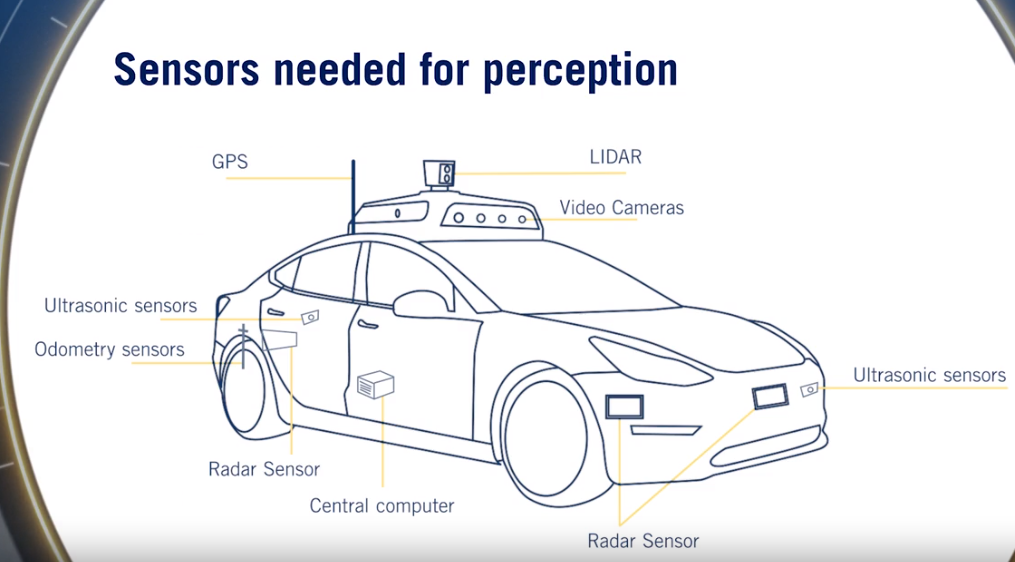 Sensors needed for perception
GPS
LIDAR
Video Cameras
Ultrasonic sensors
Odometry sensors
Ultrasonic sensors
Radar Sensor
Central computer
Radar Sensor